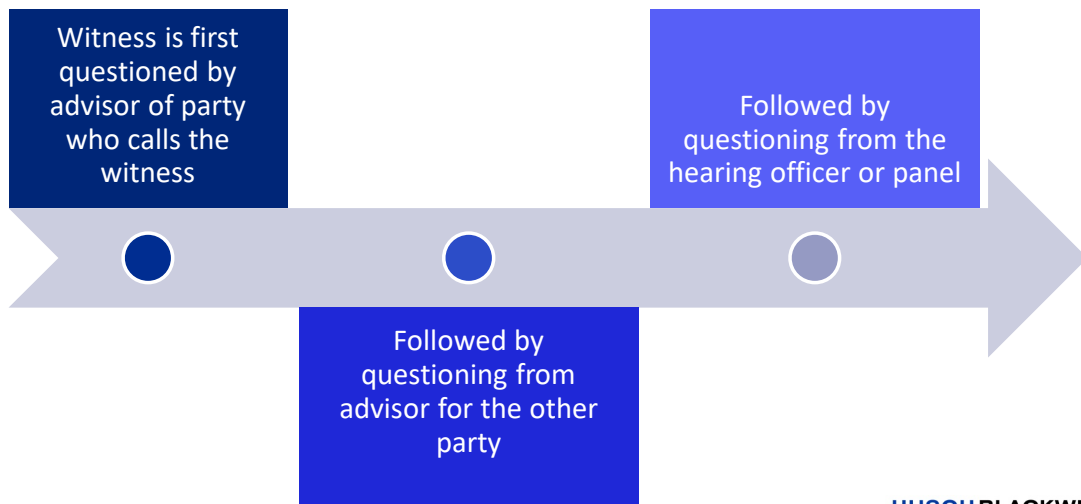 Witness is first
questioned by
advisor of party
who calls the
witness
Followed by
questioning from
advisor for the other
party
Followed by
questioning from the
hearing officer or panel